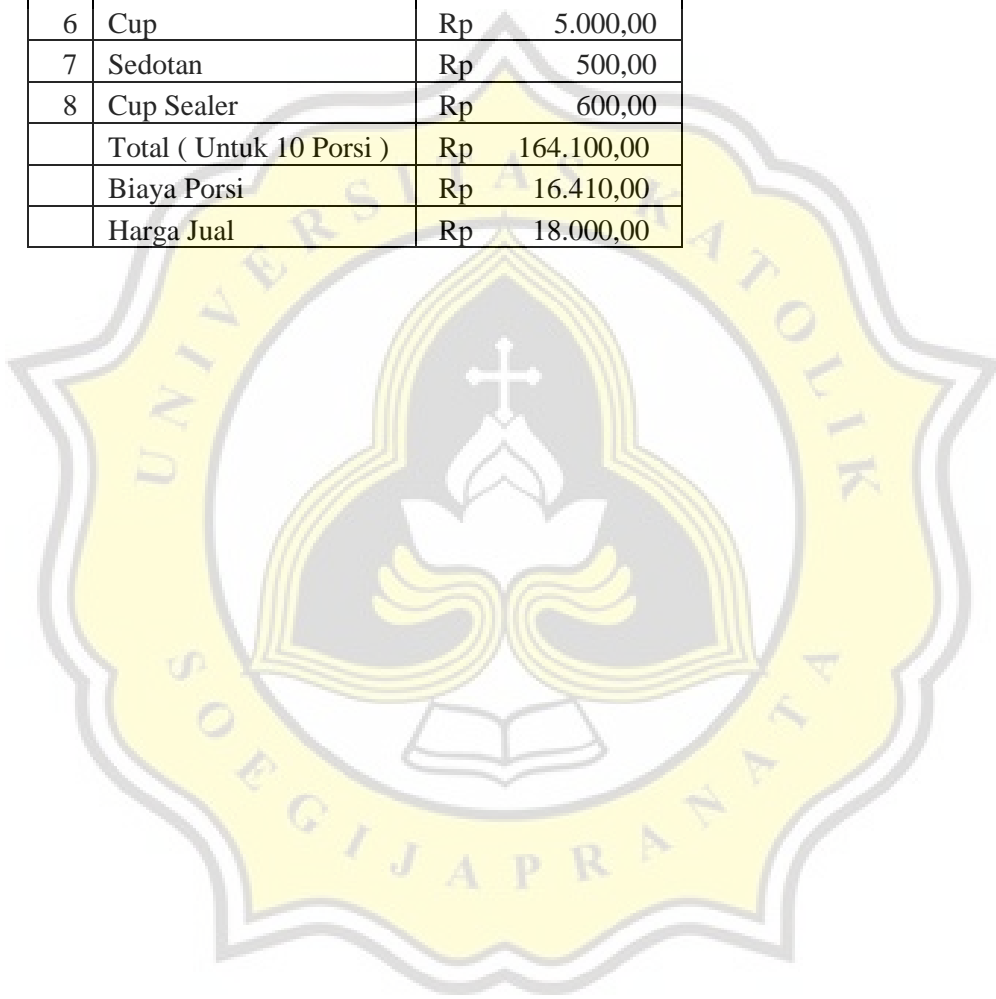 6 Cup Rp 5.000,00
7 Sedotan Rp 500,00
8 Cup Sealer Rp 600,00
Total ( Untuk 10 Porsi ) Rp 164.100,00
Biaya Porsi Rp 16.410,00
Harga Jual Rp 18.000,00
UNIVERSITAS KATOLIK
SOEGIJAPRANATA